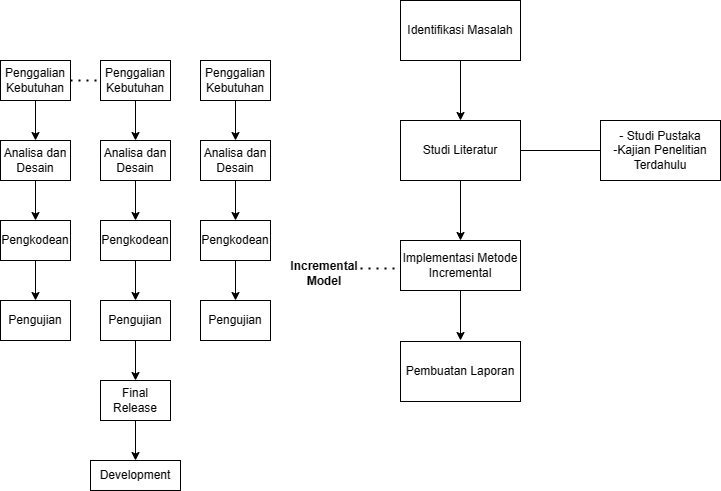 Identifikasi Masalah
Penggalian
Kebutuhan
Penggalian
Kebutuhan
Penggalian
Kebutuhan
Analisa dan
Desain
Analisa dan
Desain
Analisa dan
Desain
Studi Literatur
- Studi Pustaka
-Kajian Penelitian
Terdahulu
Pengkodean
Pengkodean
Pengkodean
Incremental
Model
Implementasi Metode
Incremental
Pengujian
Pengujian
Pengujian
Pembuatan Laporan
Final
Release
Development